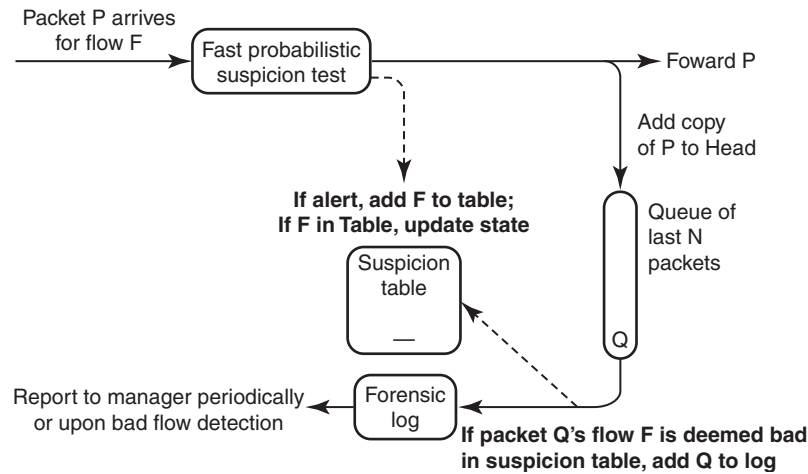 Packet P arrives
for flow F
Fast probabilistic
suspicion test
Foward P
Add copy
of P to Head
If alert, add F to table;
If F in Table, update state
Queue of
last N
packets
Suspicion
table
Q
Report to manager periodically
or upon bad flow detection
Forensic
log
If packet Q’s flow F is deemed bad
in suspicion table, add Q to log